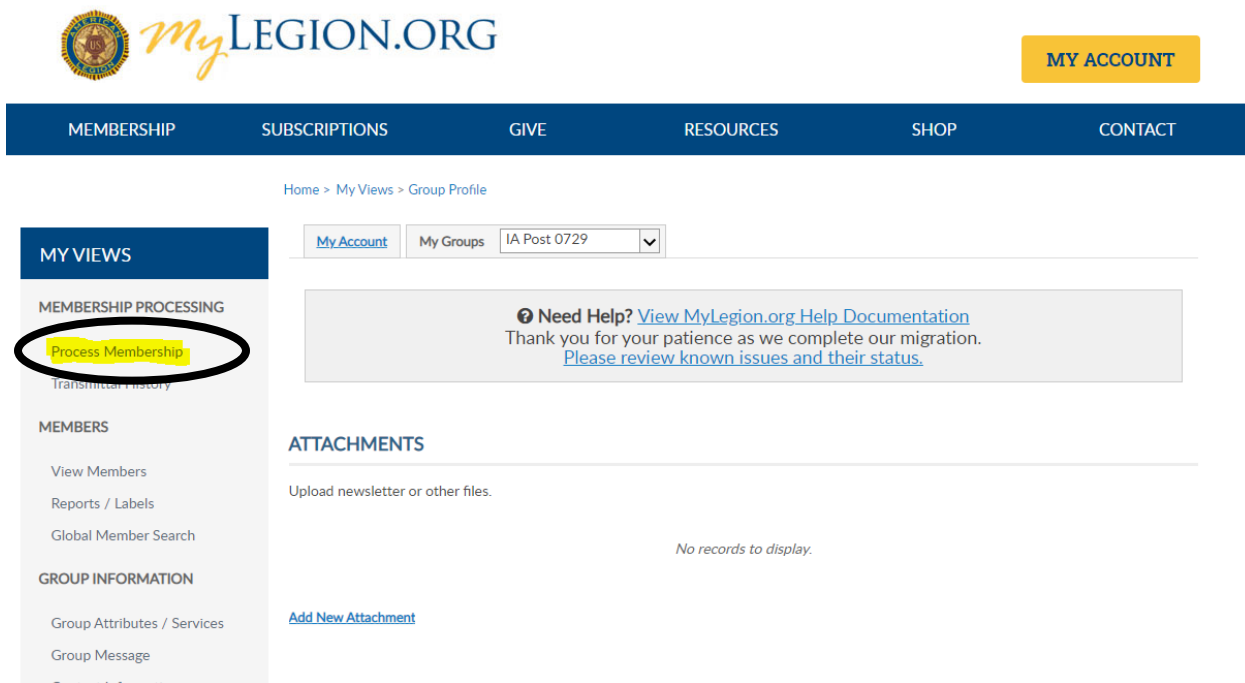 My LEGION.ORG
MY ACCOUNT
MEMBERSHIP SUBSCRIPTIONS GIVE RESOURCES SHOP CONTACT
Home > My Views > Group Profile
My Account My Groups IA Post 0729
MY VIEWS
MEMBERSHIP PROCESSING
Process Membership
Transmittal History
MEMBERS
View Members
Reports / Labels
Global Member Search
GROUP INFORMATION
Group Attributes / Services
Group Message
Need Help? View MyLegion.org Help Documentation
Thank you for your patience as we complete our migration.
Please review known issues and their status.
ATTACHMENTS
Upload newsletter or other files.
No records to display.
Add New Attachment